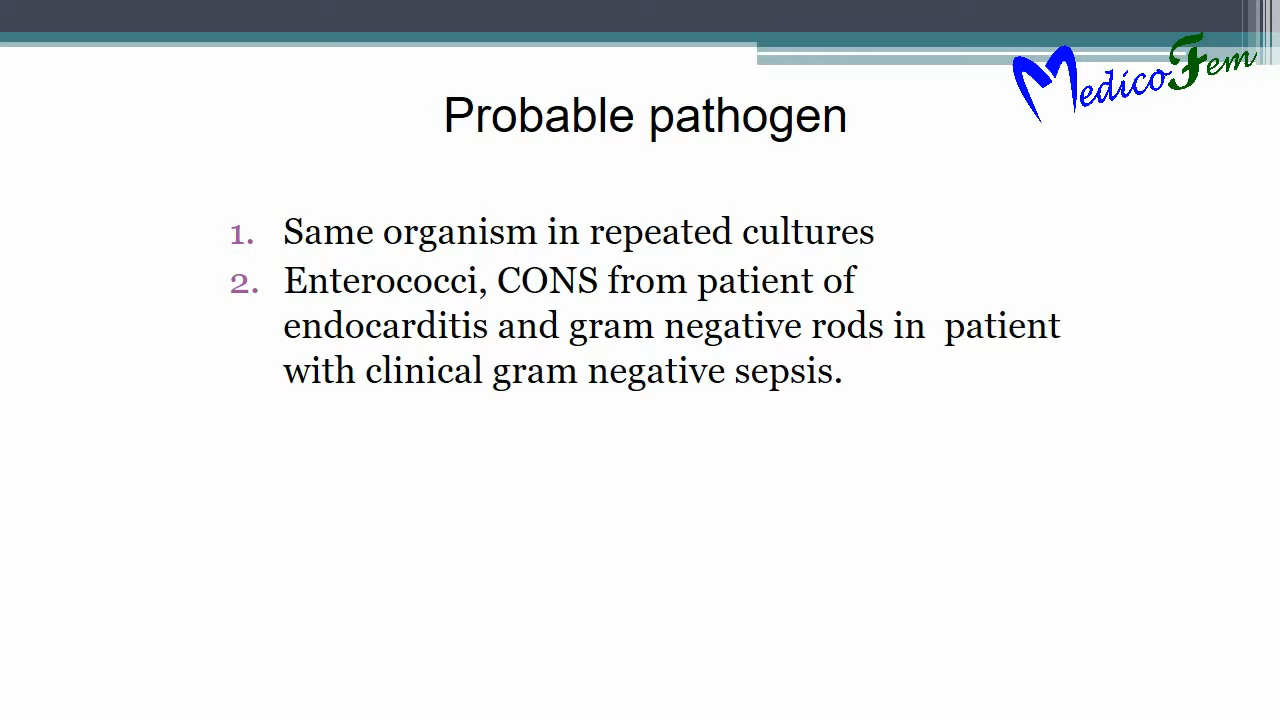 MedicoFem
Probable pathogen
1. Same organism in repeated cultures
2. Enterococci, CONS from patient of
endocarditis and gram negative rods in patient
with clinical gram negative sepsis.